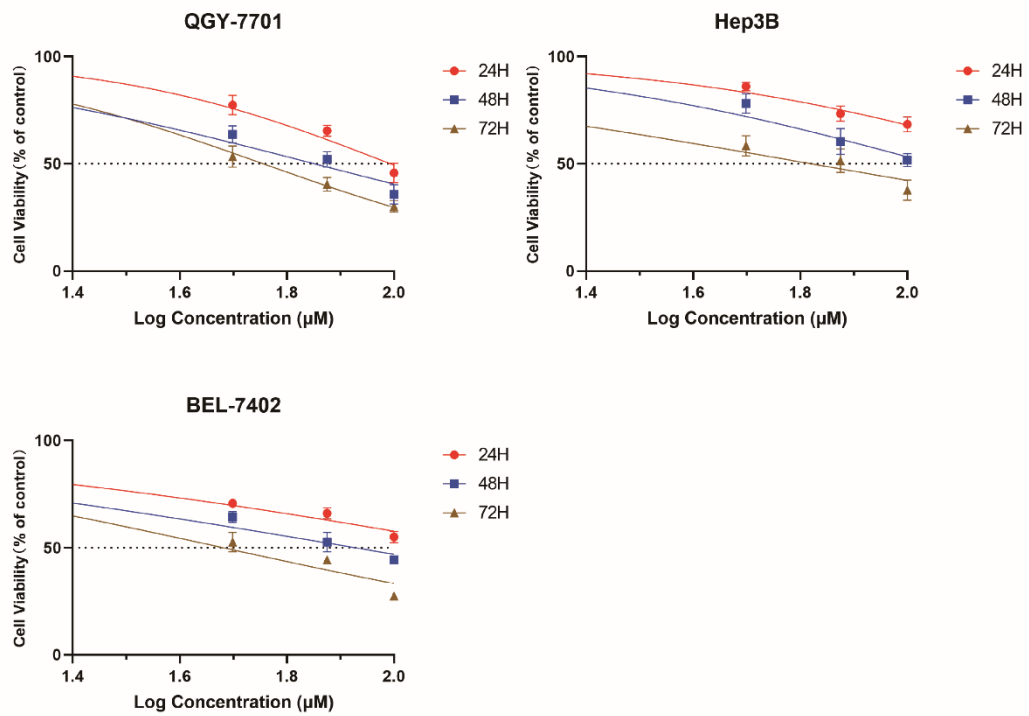 QGY-7701
Cell Viability (% of control)
100
50
0
1.4
1.6
1.8
2.0
Log Concentration (µM)
24H
48H
72H
Hep3B
Cell Viability (% of control)
100
50
0
1.4
1.6
1.8
2.0
Log Concentration (µM)
24H
48H
72H
BEL-7402
Cell Viability (% of control)
100
50
0
1.4
1.6
1.8
2.0
Log Concentration (µM)
24H
48H
72H